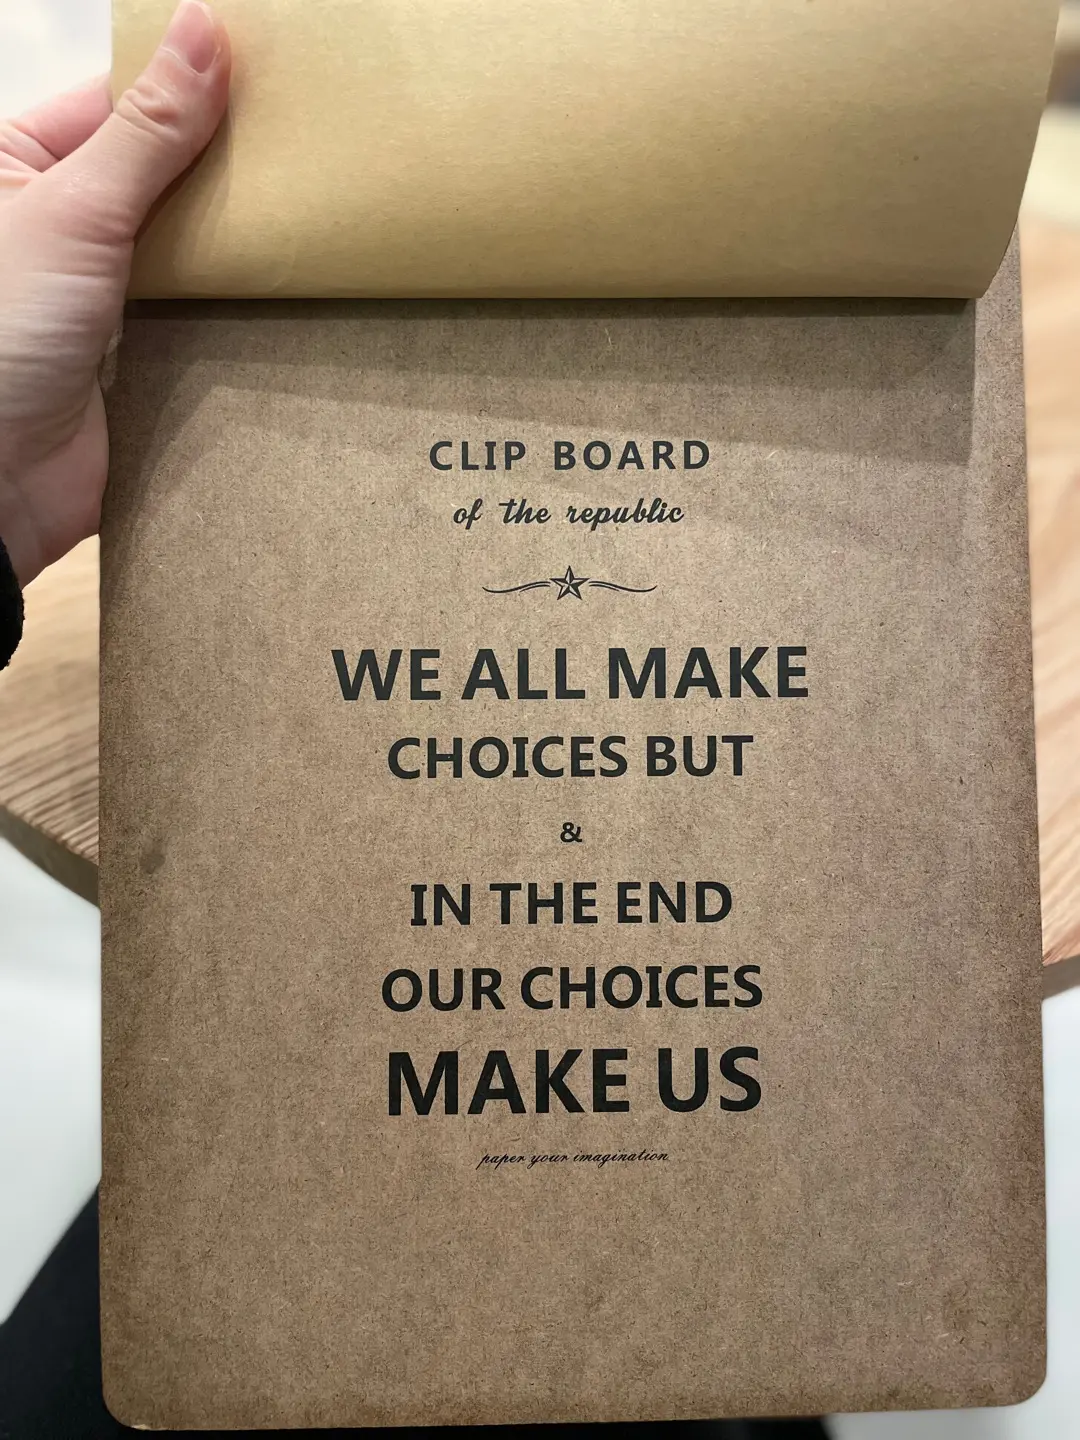 CLIP BOARD
of the republic
WE ALL MAKE
CHOICES BUT
&
IN THE END
OUR CHOICES
MAKE US
paper your imagination